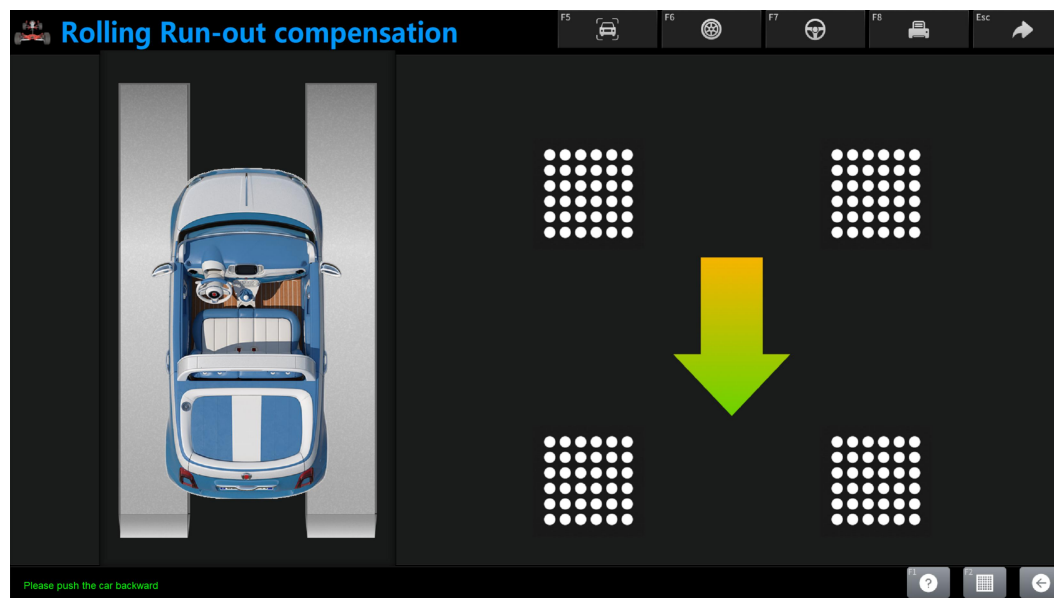 Rolling Run-out compensation
F5
F6
F7
F8
Esc
Please push the car backward
F1
?
F2